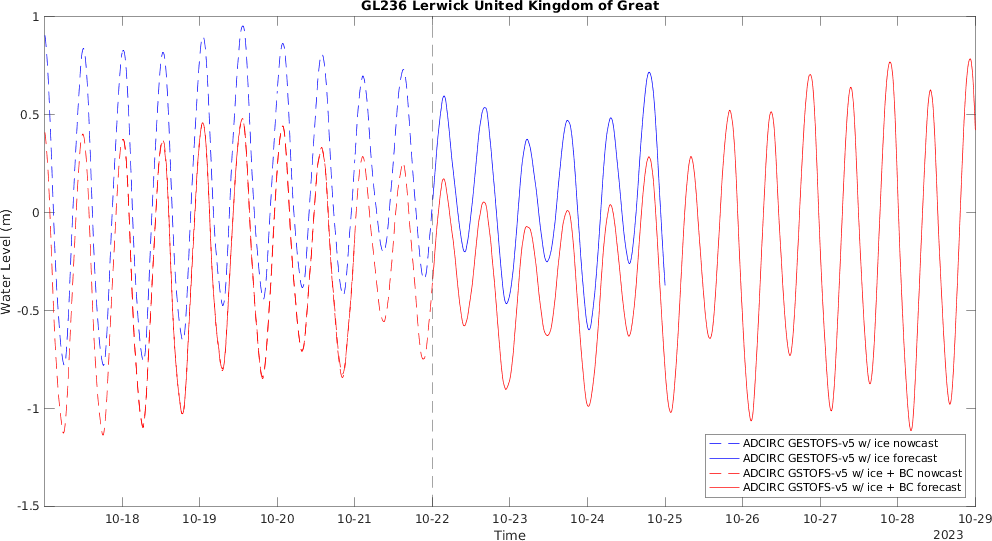 GL236 Lerwick United Kingdom of Great
1
0.5
0
-0.5
-1
-1.5
Water Level (m)
ADCIRC GESTOFS-v5 w/ ice nowcast
ADCIRC GESTOFS-v5 w/ ice forecast
ADCIRC GSTOFS-v5 w/ ice + BC nowcast
ADCIRC GSTOFS-v5 w/ ice + BC forecast
10-18 10-19 10-20 10-21 10-22 10-23 10-24 10-25 10-26 10-27 10-28 10-29
Time
2023